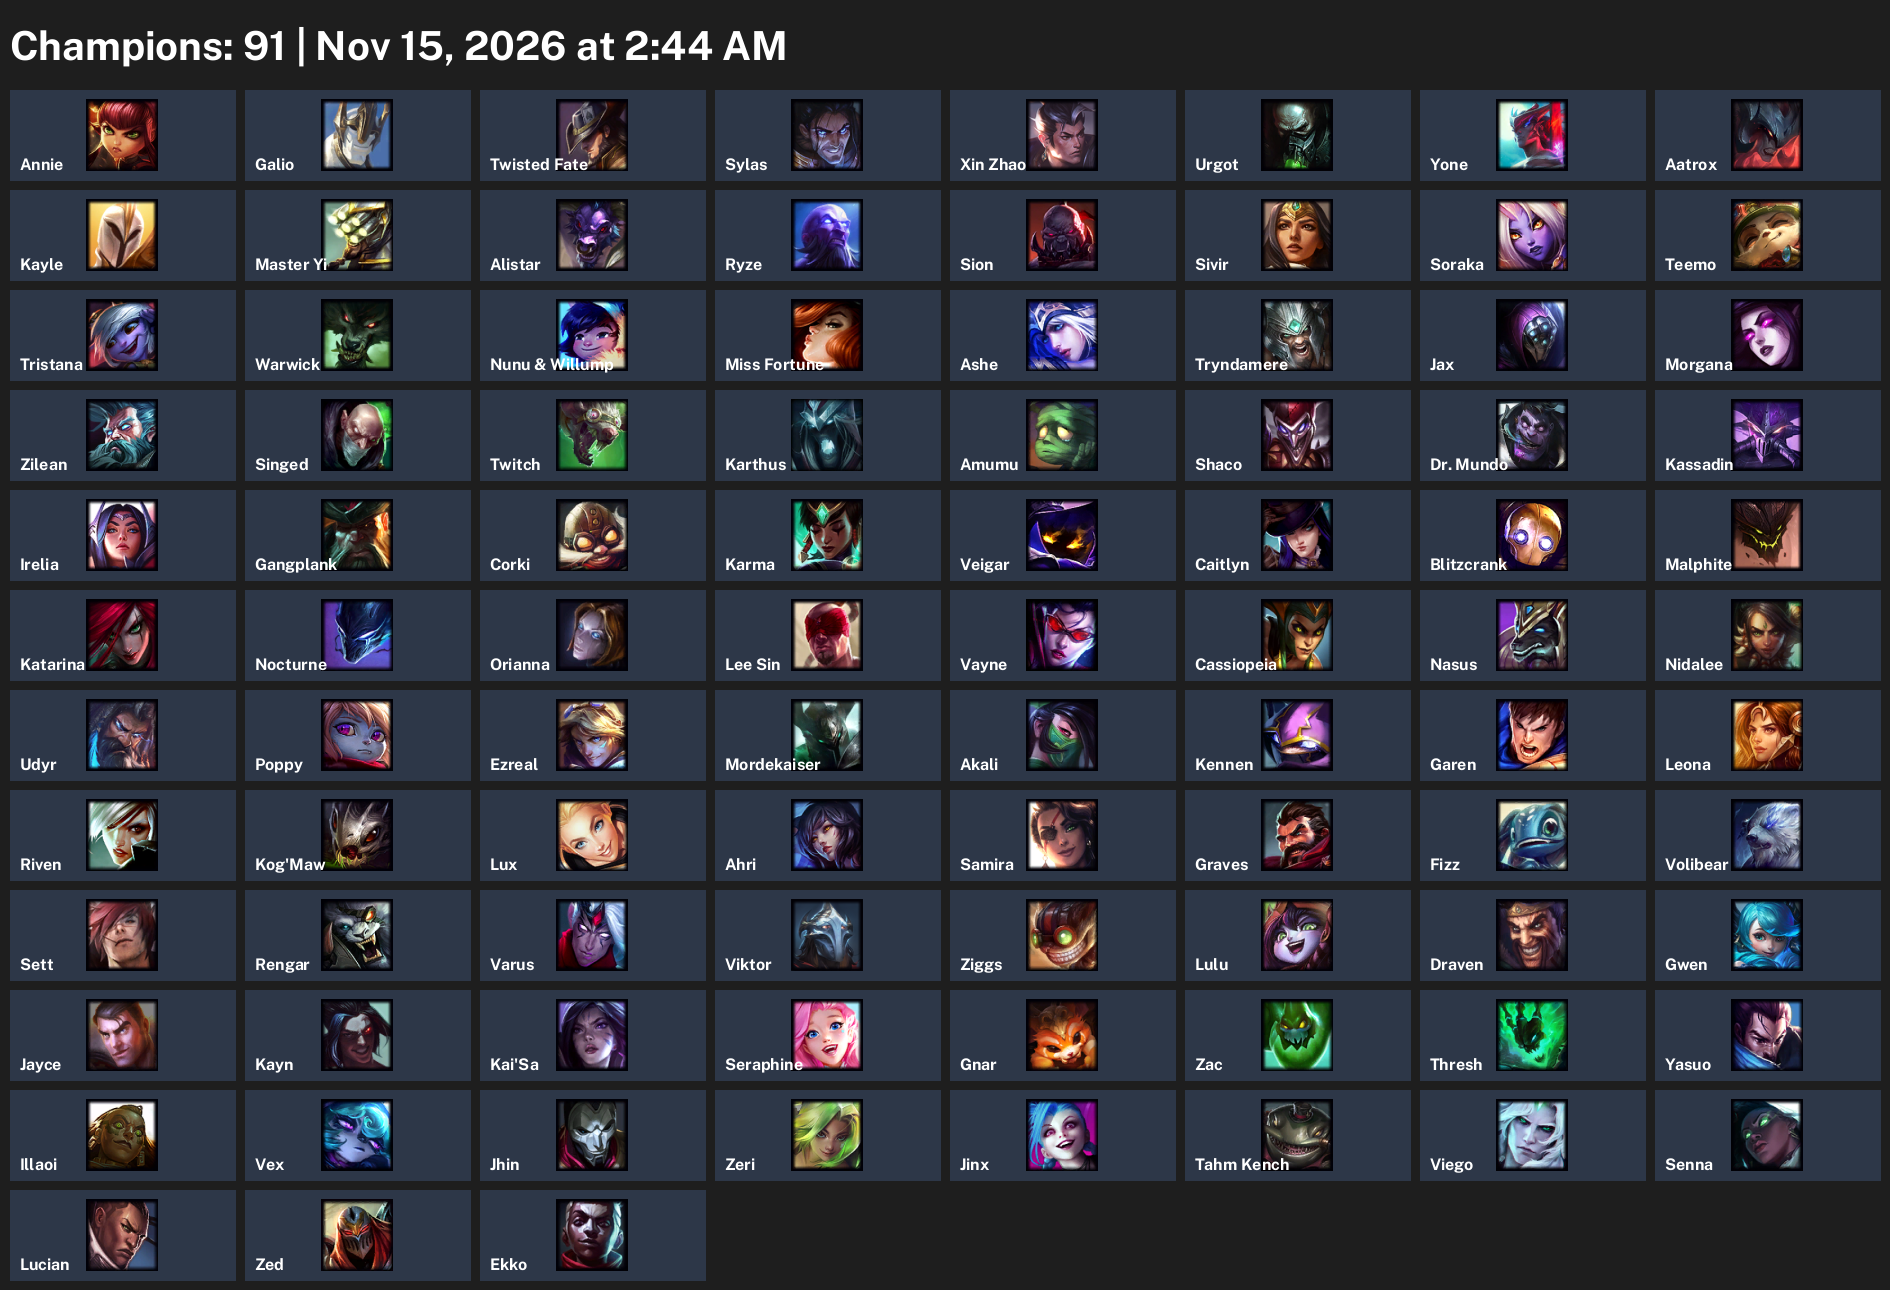 Champions: 91 | Nov 15, 2026 at 2:44 AM
Annie Galio Twisted Fate Sylas Xin Zhao Urgot Yone Aatrox
Kayle Master Yi Alistar Ryze Sion Sivir Soraka Teemo
Tristana Warwick Nunu & Willump Miss Fortune Ashe Tryndamere Jax Morgana
Zilean Singed Twitch Karthus Amumu Shaco Dr. Mundo Kassadin
Irelia Gangplank Corki Karma Veigar Caitlyn Blitzcrank Malphite
Katarina Nocturne Orianna Lee Sin Vayne Cassiopeia Nasus Nidalee
Udyr Poppy Ezreal Mordekaiser Akali Kennen Garen Leona
Riven Kog'Maw Lux Ahri Samira Graves Fizz Volibear
Sett Rengar Varus Viktor Ziggs Lulu Draven Gwen
Jayce Kayn Kai'Sa Seraphine Gnar Zac Thresh Yasuo
Illaoi Vex Jhin Zeri Jinx Tahm Kench Viego Senna
Lucian Zed Ekko